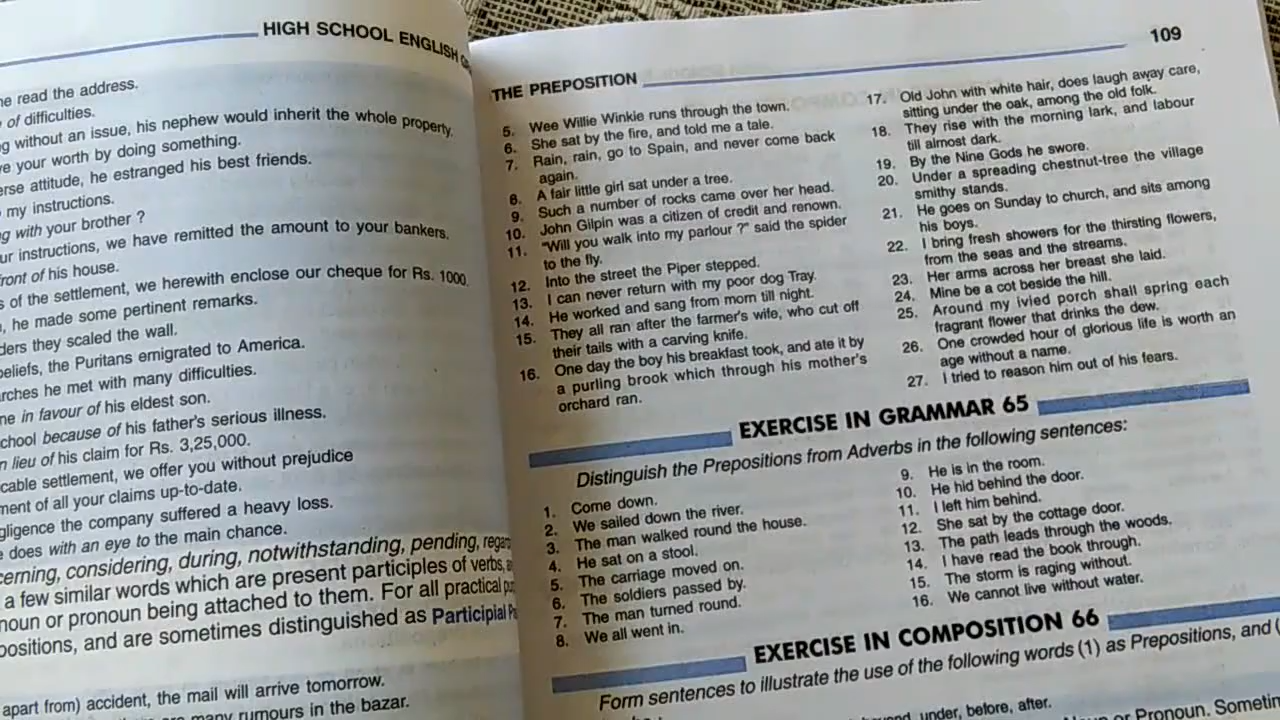 HIGH SCHOOL ENGLISH
he read the address.
of difficulties.
without an issue, his nephew would inherit the whole property.
your worth by doing something.
attitude, he estranged his best friends.
my instructions.
with your brother ?
instructions, we have remitted the amount to your bankers.
front of his house.
of the settlement, we herewith enclose our cheque for Rs. 1000.
, he made some pertinent remarks.
they scaled the wall.
the Puritans emigrated to America.
he met with many difficulties.
in favour of his eldest son.
school because of his father's serious illness.
in lieu of his claim for Rs. 3,25,000.
settlement, we offer you without prejudice
of all your claims up-to-date.
the company suffered a heavy loss.
does with an eye to the main chance.
considering, during, notwithstanding, pending,
a few similar words which are present participles of verbs,
noun or pronoun being attached to them. For all practical
and are sometimes distinguished as Participial
apart from) accident, the mail will arrive tomorrow.
many rumours in the bazar.
THE PREPOSITION
109
5. Wee Willie Winkie runs through the town.
6. She sat by the fire, and told me a tale.
7. Rain, rain, go to Spain, and never come back
again.
8. A fair little girl sat under a tree.
9. Such a number of rocks came over her head.
10. John Gilpin was a citizen of credit and renown.
11. "Will you walk into my parlour ?" said the spider
to the fly.
12. Into the street the Piper stepped.
13. I can never return with my poor dog Tray.
14. He worked and sang from morn till night.
15. They all ran after the farmer's wife, who cut off
their tails with a carving knife.
16. One day the boy his breakfast took, and ate it by
a purling brook which through his mother's
orchard ran.
17. Old John with white hair, does laugh away care,
sitting under the oak, among the old folk.
18. They rise with the morning lark, and labour
till almost dark.
19. By the Nine Gods he swore.
20. Under a spreading chestnut-tree the village
smithy stands.
21. He goes on Sunday to church, and sits among
his boys.
22. I bring fresh showers for the thirsting flowers,
from the seas and the streams.
23. Her arms across her breast she laid.
24. Mine be a cot beside the hill.
25. Around my ivied porch shall spring each
fragrant flower that drinks the dew.
26. One crowded hour of glorious life is worth an
age without a name.
27. I tried to reason him out of his fears.
EXERCISE IN GRAMMAR 65
Distinguish the Prepositions from Adverbs in the following sentences:
1. Come down.
2. We sailed down the river.
3. The man walked round the house.
4. He sat on a stool.
5. The carriage moved on.
6. The soldiers passed by.
7. The man turned round.
8. We all went in.
9. He is in the room.
10. He hid behind the door.
11. I left him behind.
12. She sat by the cottage door.
13. The path leads through the woods.
14. I have read the book through.
15. The storm is raging without.
16. We cannot live without water.
EXERCISE IN COMPOSITION 66
Form sentences to illustrate the use of the following words (1) as Prepositions, and (
under, before, after.
Noun or Pronoun.